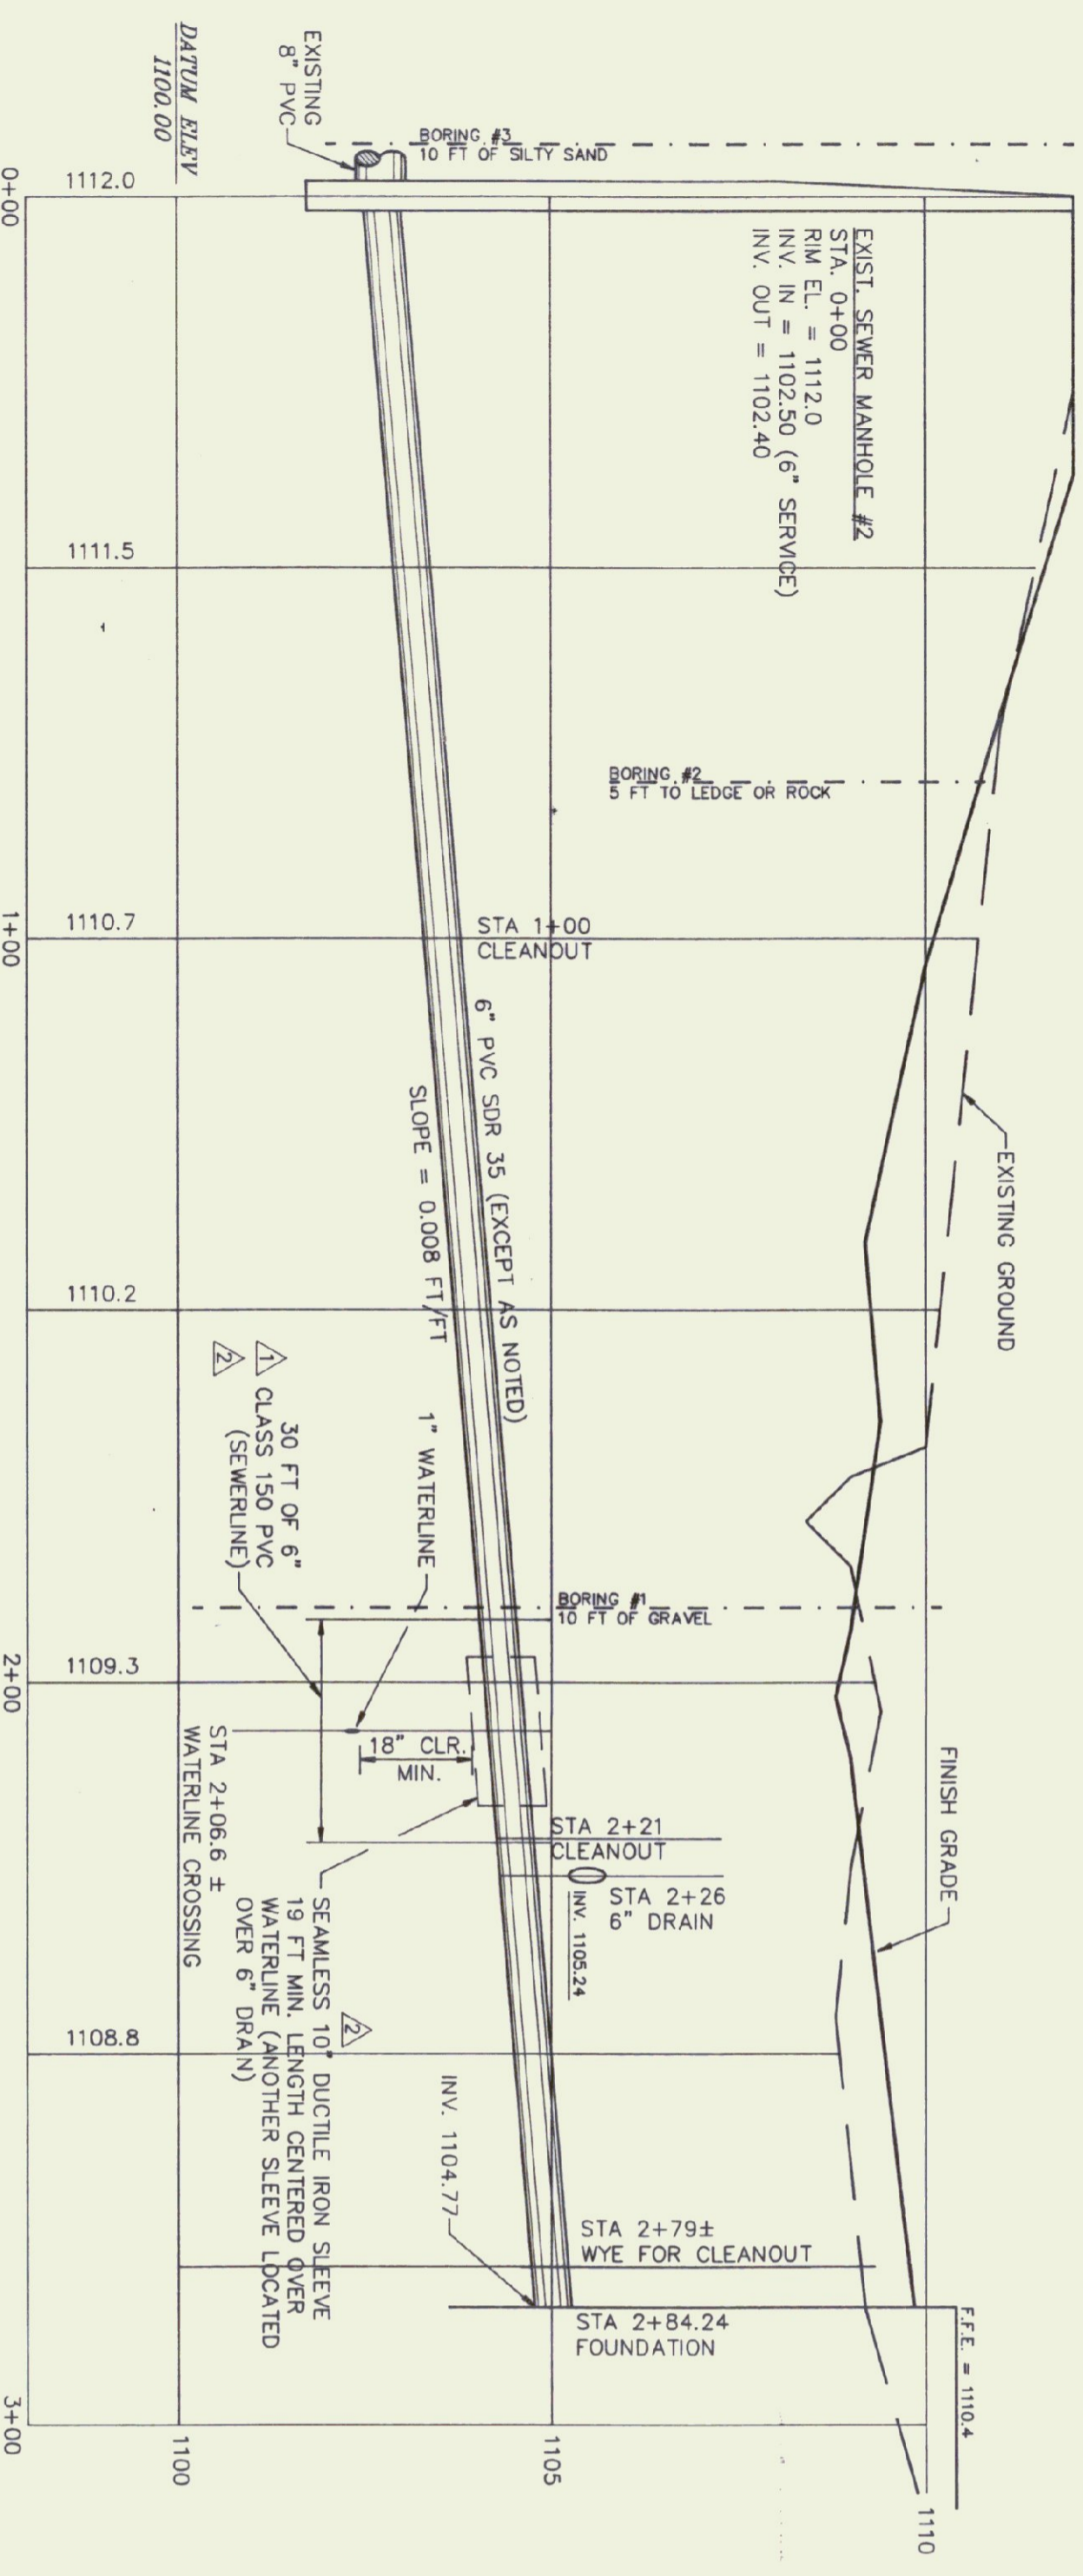 EXISTING
8" PVC
DATUM ELEV
1100.00
BORING #3
10 FT OF SILTY SAND
EXIST. SEWER MANHOLE #2
STA. 0+00
RIM EL. = 1112.0
INV. IN = 1102.50 (6" SERVICE)
INV. OUT = 1102.40
BORING #2
5 FT TO LEDGE OR ROCK
STA 1+00
CLEANOUT
6" PVC SDR 35 (EXCEPT AS NOTED)
SLOPE = 0.008 FT/FT
EXISTING GROUND
1" WATERLINE
30 FT OF 6"
1 CLASS 150 PVC
2 (SEWERLINE)
BORING #1
10 FT OF GRAVEL
18" CLR.
MIN.
STA 2+06.6 ±
WATERLINE CROSSING
STA 2+21
CLEANOUT
STA 2+26
6" DRAIN
INV. 1105.24
FINISH GRADE
2
SEAMLESS 10" DUCTILE IRON SLEEVE
19 FT MIN. LENGTH CENTERED OVER
WATERLINE (ANOTHER SLEEVE LOCATED
OVER 6" DRAIN)
INV. 1104.77
STA 2+79±
WYE FOR CLEANOUT
STA 2+84.24
FOUNDATION
F.F.E. = 1110.4
1110
1105
1100
1112.0
1111.5
1110.7
1110.2
1109.3
1108.8
0+00
1+00
2+00
3+00